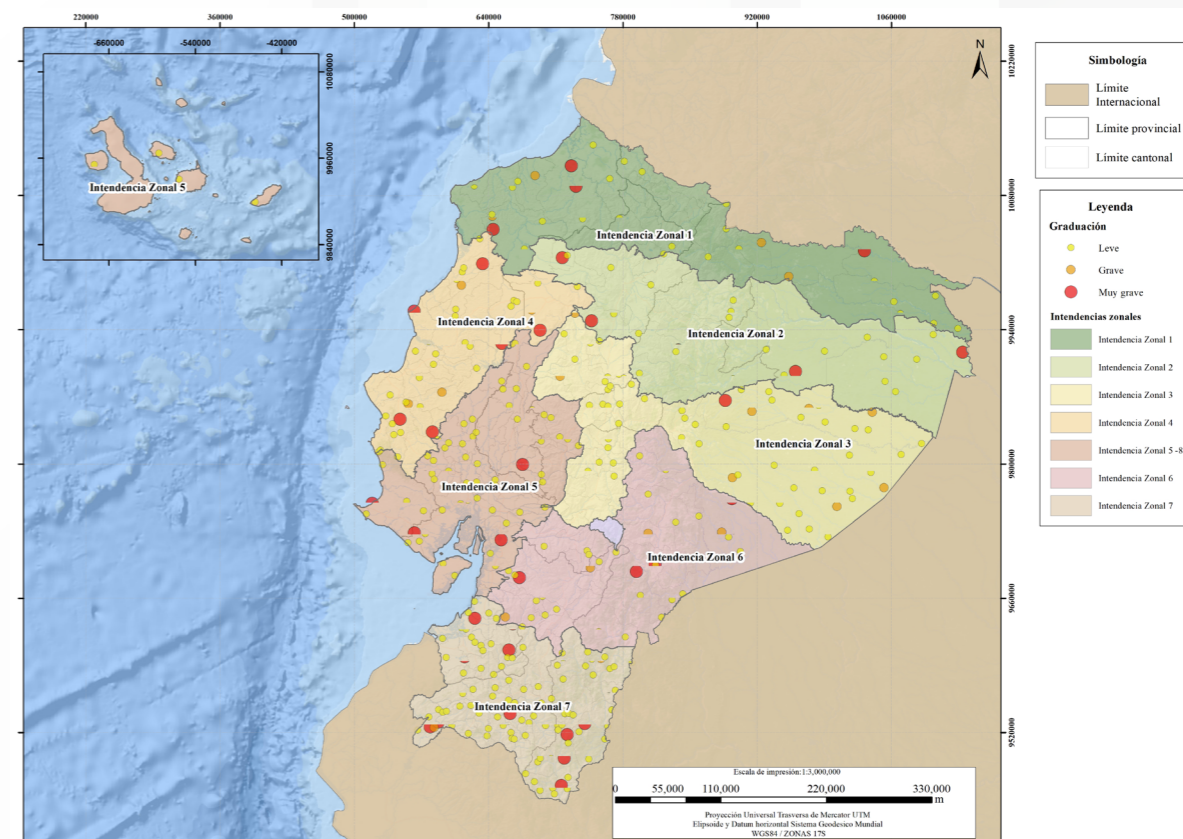 220000
360000
500000
640000
780000
920000
1060000
-660000
-540000
-420000
10080000
9960000
9840000
Intendencia Zonal 5
N
10220000
10080000
9940000
9800000
9660000
9520000
Intendencia Zonal 1
Intendencia Zonal 4
Intendencia Zonal 2
Intendencia Zonal 3
Intendencia Zonal 5
Intendencia Zonal 6
Intendencia Zonal 7
Simbología
Límite
Internacional
Límite provincial
Límite cantonal
Leyenda
Graduación
Leve
Grave
Muy grave
Intendencias zonales
Intendencia Zonal 1
Intendencia Zonal 2
Intendencia Zonal 3
Intendencia Zonal 4
Intendencia Zonal 5 -8
Intendencia Zonal 6
Intendencia Zonal 7
Escala de impresión:1:3,000,000
0 55,000 110,000 220,000 330,000
m
Proyección Universal Trasversa de Mercator UTM
Elipsoide y Datum horizontal Sistema Geodesico Mundial
WGS84 / ZONAS 17S